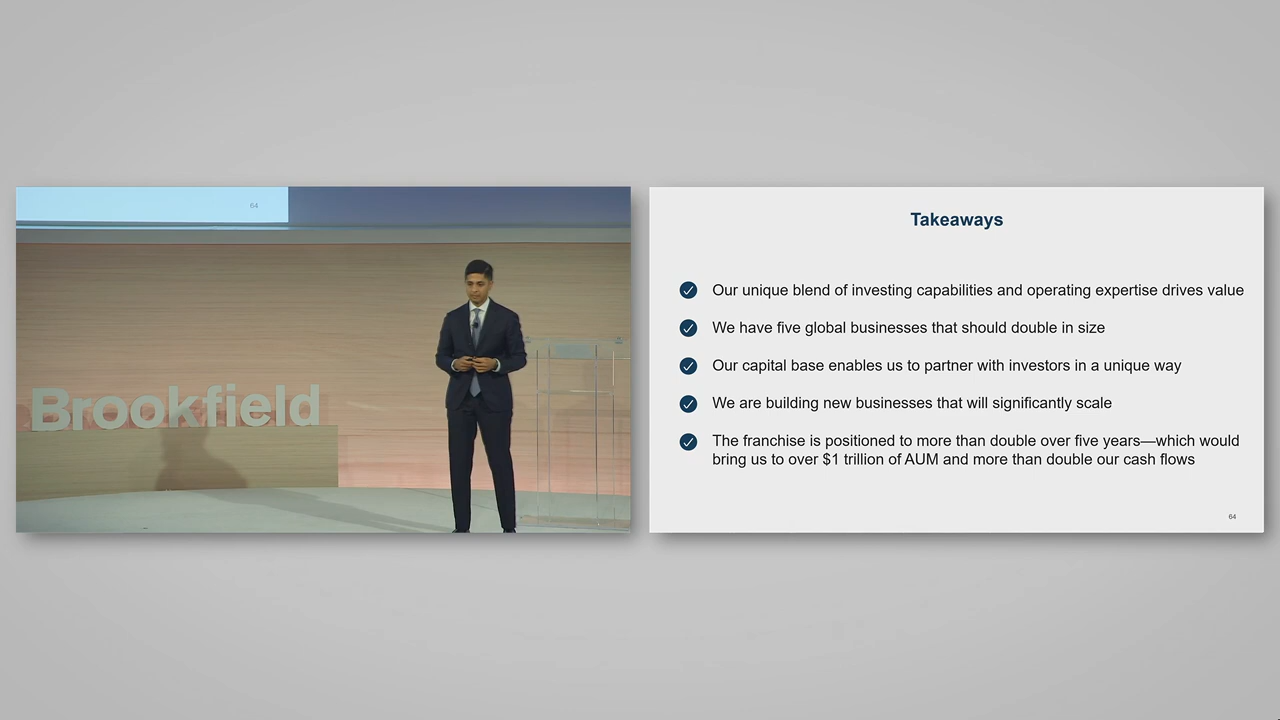 64
Brookfield
Takeaways
Our unique blend of investing capabilities and operating expertise drives value
We have five global businesses that should double in size
Our capital base enables us to partner with investors in a unique way
We are building new businesses that will significantly scale
The franchise is positioned to more than double over five years—which would
bring us to over $1 trillion of AUM and more than double our cash flows
64